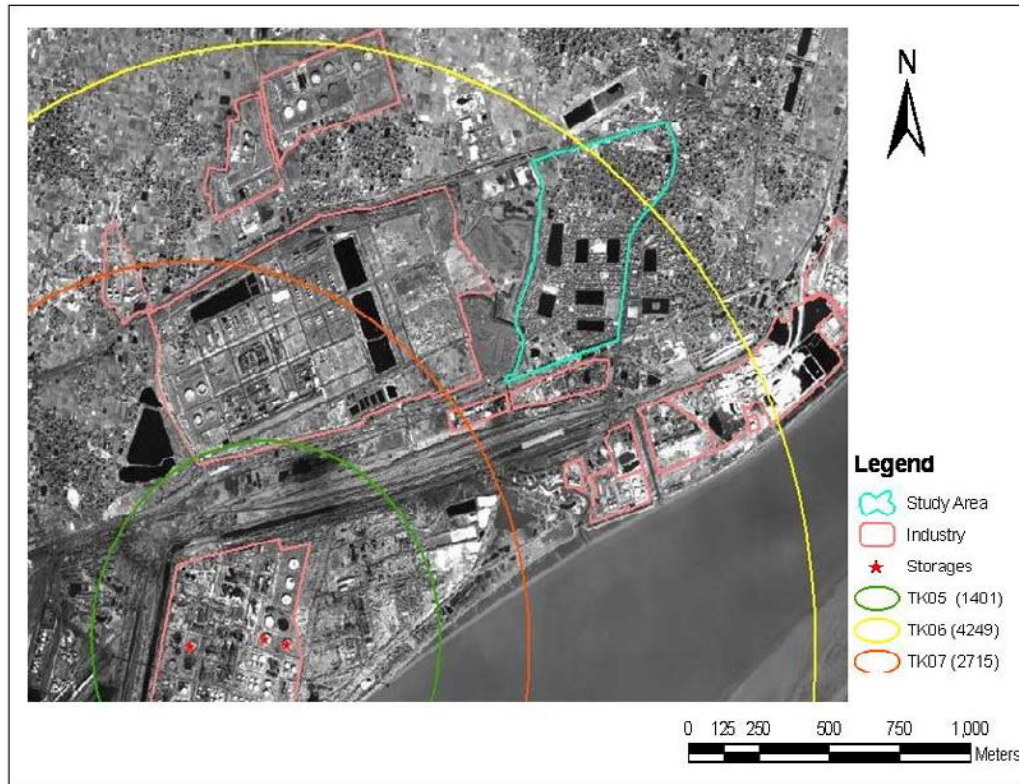 N
Legend
Study Area
Industry
Storages
TK05 (1401)
TK06 (4249)
TK07 (2715)
0 125 250 500 750 1,000
Meters